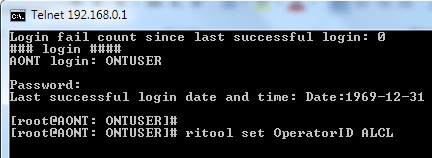 Telnet 192.168.0.1
Login fail count since last successful login: 0
### login ####
AONT login: ONTUSER
Password:
Last successful login date and time: Date:1969-12-31
[root@AONT: ONTUSER]#
[root@AONT: ONTUSER]# ritool set OperatorID ALCL